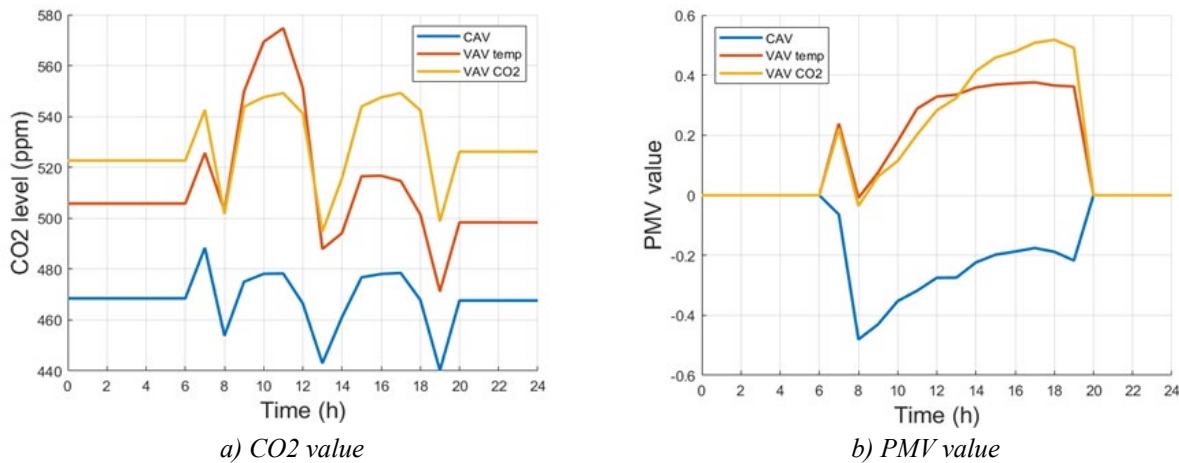 CAV
VAV temp
VAV CO2
580
560
540
520
500
480
460
440
CO2 level (ppm)
0 2 4 6 8 10 12 14 16 18 20 22 24
Time (h)
a) CO2 value
CAV
VAV temp
VAV CO2
0.6
0.4
0.2
0
-0.2
-0.4
-0.6
PMV value
0 2 4 6 8 10 12 14 16 18 20 22 24
Time (h)
b) PMV value